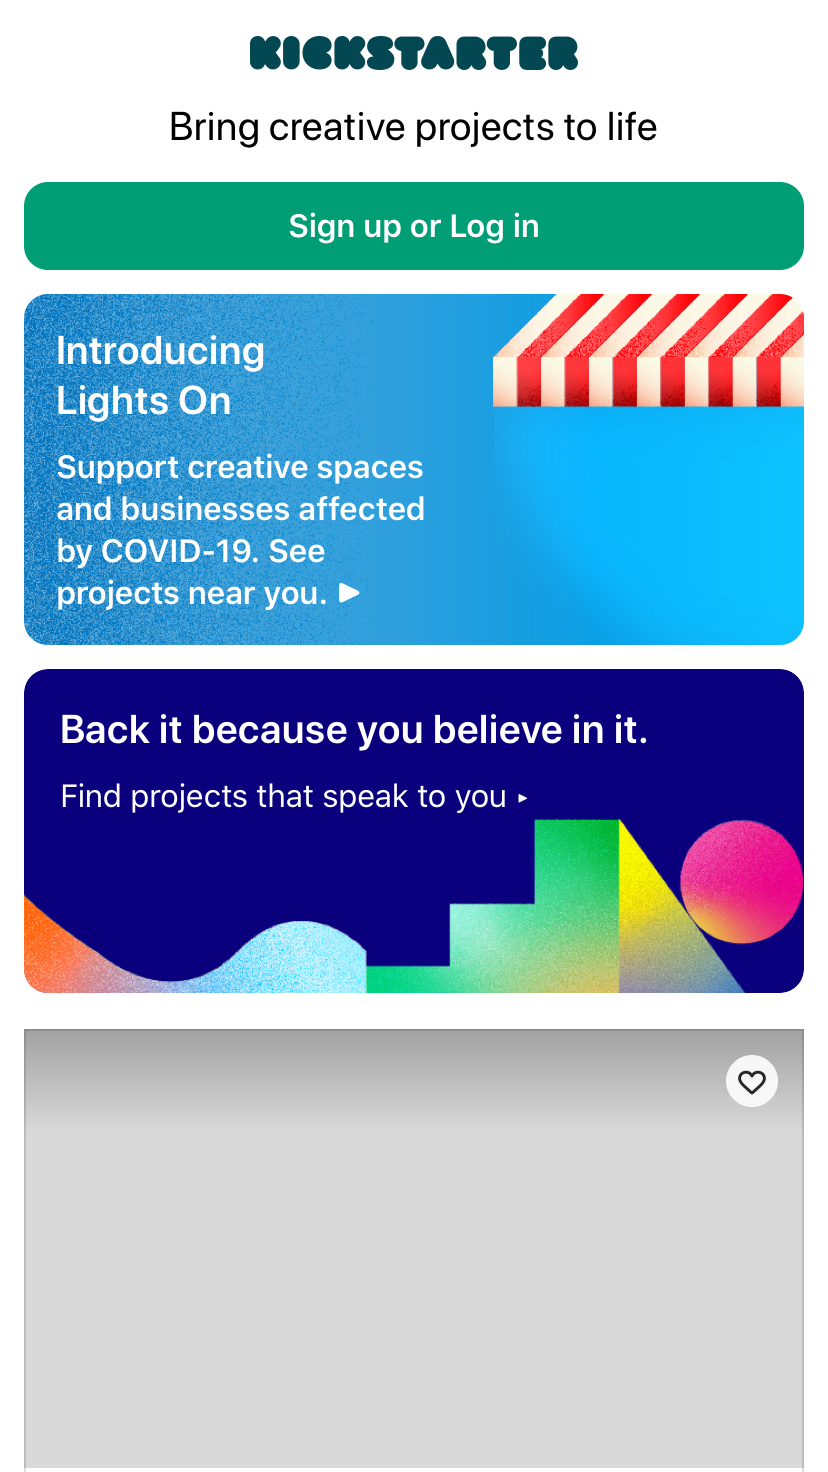 KICKSTARTER
Bring creative projects to life
Sign up or Log in
Introducing
Lights On
Support creative spaces
and businesses affected
by COVID-19. See
projects near you.
Back it because you believe in it.
Find projects that speak to you